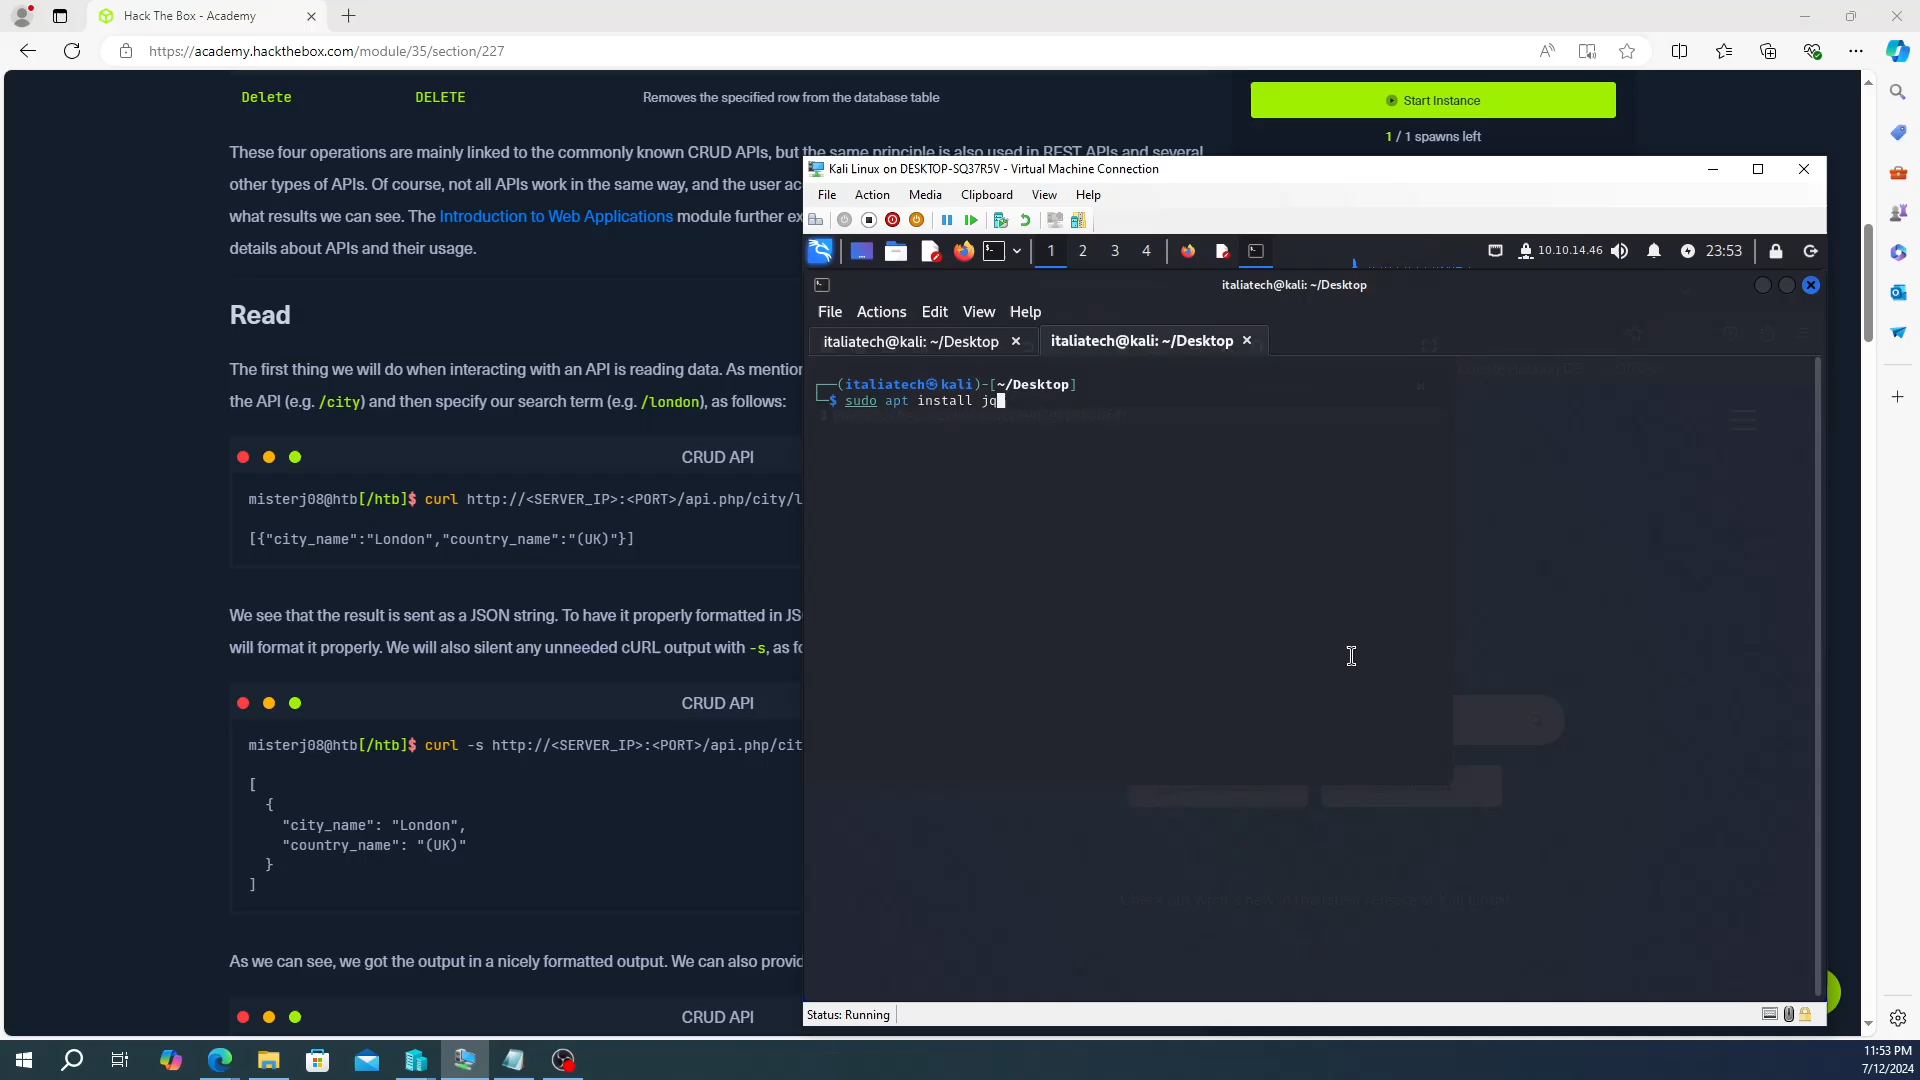 Hack The Box - Academy
https://academy.hackthebox.com/module/35/section/227
Delete DELETE Removes the specified row from the database table
Start Instance
1 / 1 spawns left
These four operations are mainly linked to the commonly known CRUD APIs, but the same principle is also used in REST APIs and several
other types of APIs. Of course, not all APIs work in the same way, and the user
what results we can see. The Introduction to Web Applications module further
details about APIs and their usage.
Read
The first thing we will do when interacting with an API is reading data. As
the API (e.g. /city) and then specify our search term (e.g. /london), as follows:
CRUD API
misterj08@htb[/htb]$ curl http://<SERVER_IP>:<PORT>/api.php/city/l
[{"city_name":"London","country_name":"(UK)"}]
We see that the result is sent as a JSON string. To have it properly formatted in
will format it properly. We will also silent any unneeded cURL output with -s, as
CRUD API
misterj08@htb[/htb]$ curl -s http://<SERVER_IP>:<PORT>/api.php/cit
[
{
"city_name": "London",
"country_name": "(UK)"
}
]
As we can see, we got the output in a nicely formatted output. We can also
CRUD API
Kali Linux on DESKTOP-SQ37R5V - Virtual Machine Connection
File Action Media Clipboard View Help
1 2 3 4 10.10.14.46 23:53
italiatech@kali: ~/Desktop
File Actions Edit View Help
italiatech@kali: ~/Desktop italiatech@kali: ~/Desktop
(italiatech㉿kali)-[~/Desktop]
$ sudo apt install jq
Status: Running
11:53 PM
7/12/2024